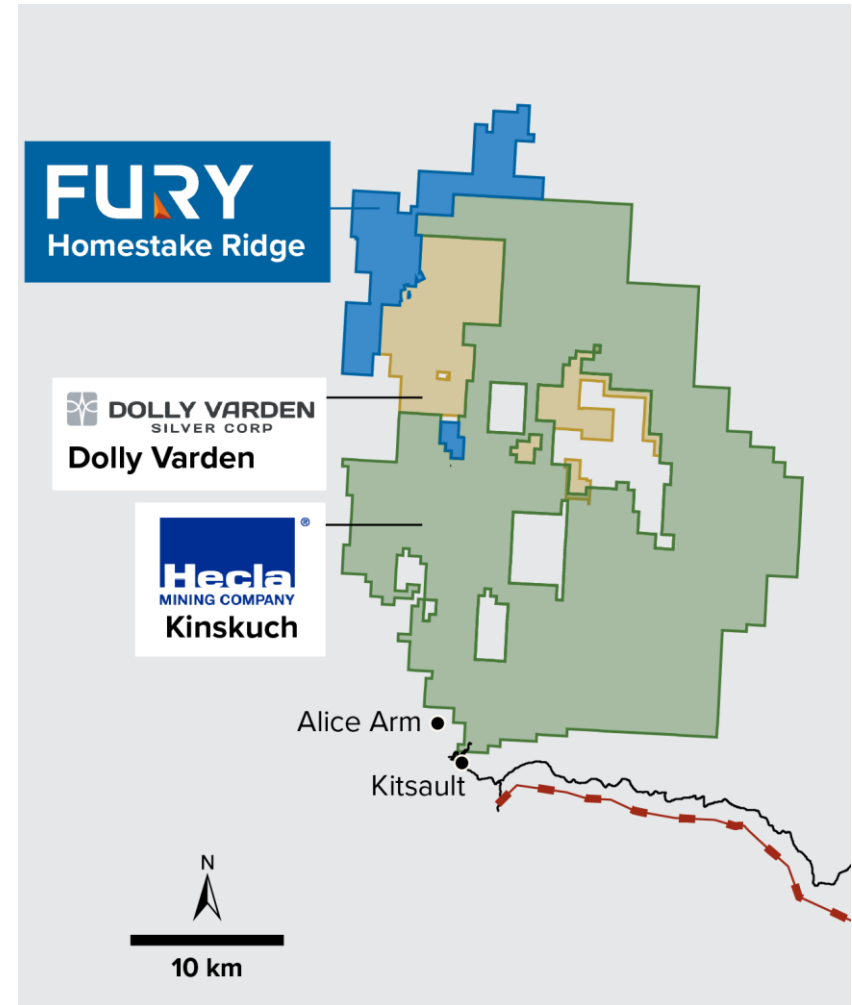 FURY
Homestake Ridge
DOLLY VARDEN
SILVER CORP
Dolly Varden
Hecla®
MINING COMPANY
Kinskuch
Alice Arm
Kitsault
N
10 km